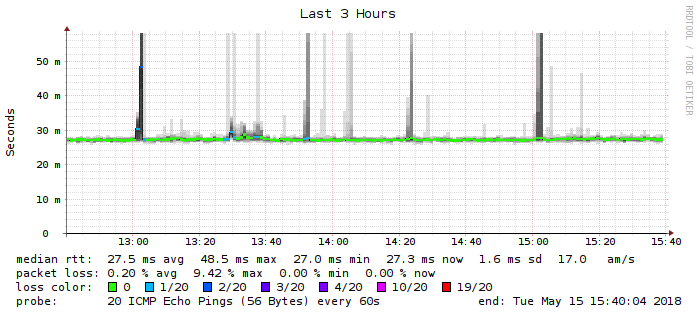 Last 3 Hours
RRDTOOL / TOBI OETIKER
Seconds
50 m
40 m
30 m
20 m
10 m
0
13:00 13:20 13:40 14:00 14:20 14:40 15:00 15:20 15:40
median rtt: 27.5 ms avg 48.5 ms max 27.0 ms min 27.3 ms now 1.6 ms sd 17.0 am/s
packet loss: 0.20 % avg 9.42 % max 0.00 % min 0.00 % now
loss color: 0 1/20 2/20 3/20 4/20 10/20 19/20
probe: 20 ICMP Echo Pings (56 Bytes) every 60s end: Tue May 15 15:40:04 2018